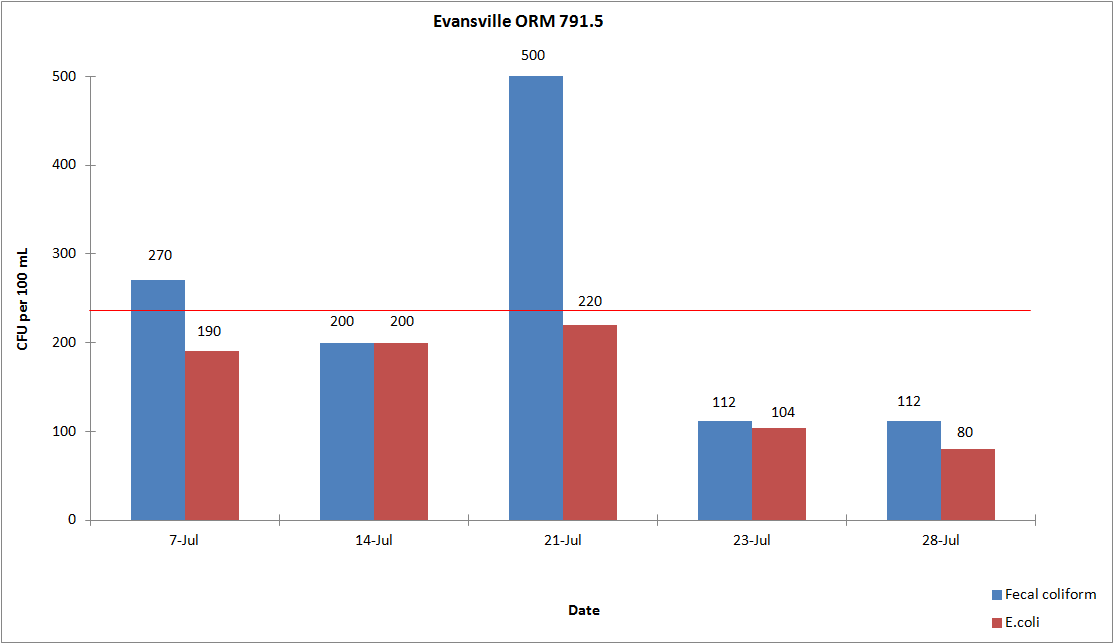 Evansville ORM 791.5
CFU per 100 mL
500
400
300
200
100
0
270
190
200
200
500
220
112
104
112
80
7-Jul
14-Jul
21-Jul
23-Jul
28-Jul
Date
Fecal coliform
E.coli